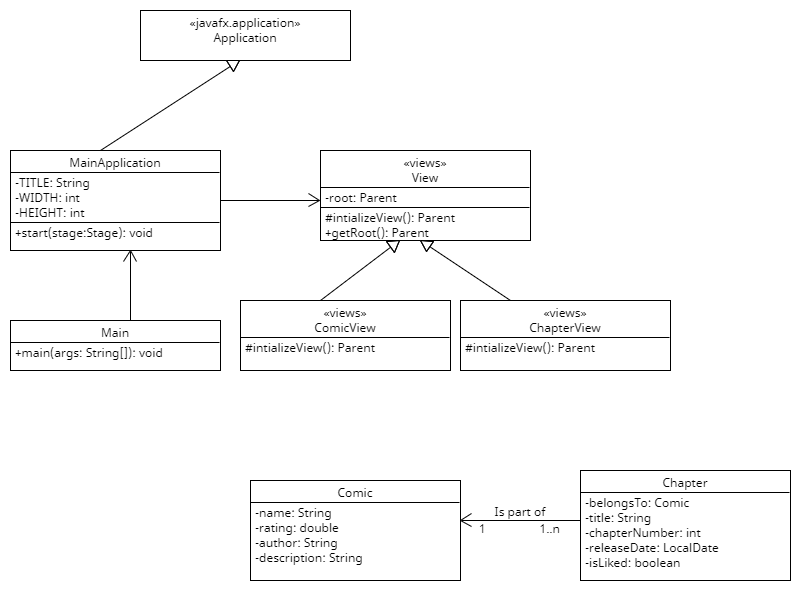 «javafx.application»
Application
MainApplication
-TITLE: String
-WIDTH: int
-HEIGHT: int
+start(stage:Stage): void
«views»
View
-root: Parent
#intializeView(): Parent
+getRoot(): Parent
Main
+main(args: String[]): void
«views»
ComicView
#intializeView(): Parent
«views»
ChapterView
#intializeView(): Parent
Comic
-name: String
-rating: double
-author: String
-description: String
Is part of
1
1..n
Chapter
-belongsTo: Comic
-title: String
-chapterNumber: int
-releaseDate: LocalDate
-isLiked: boolean